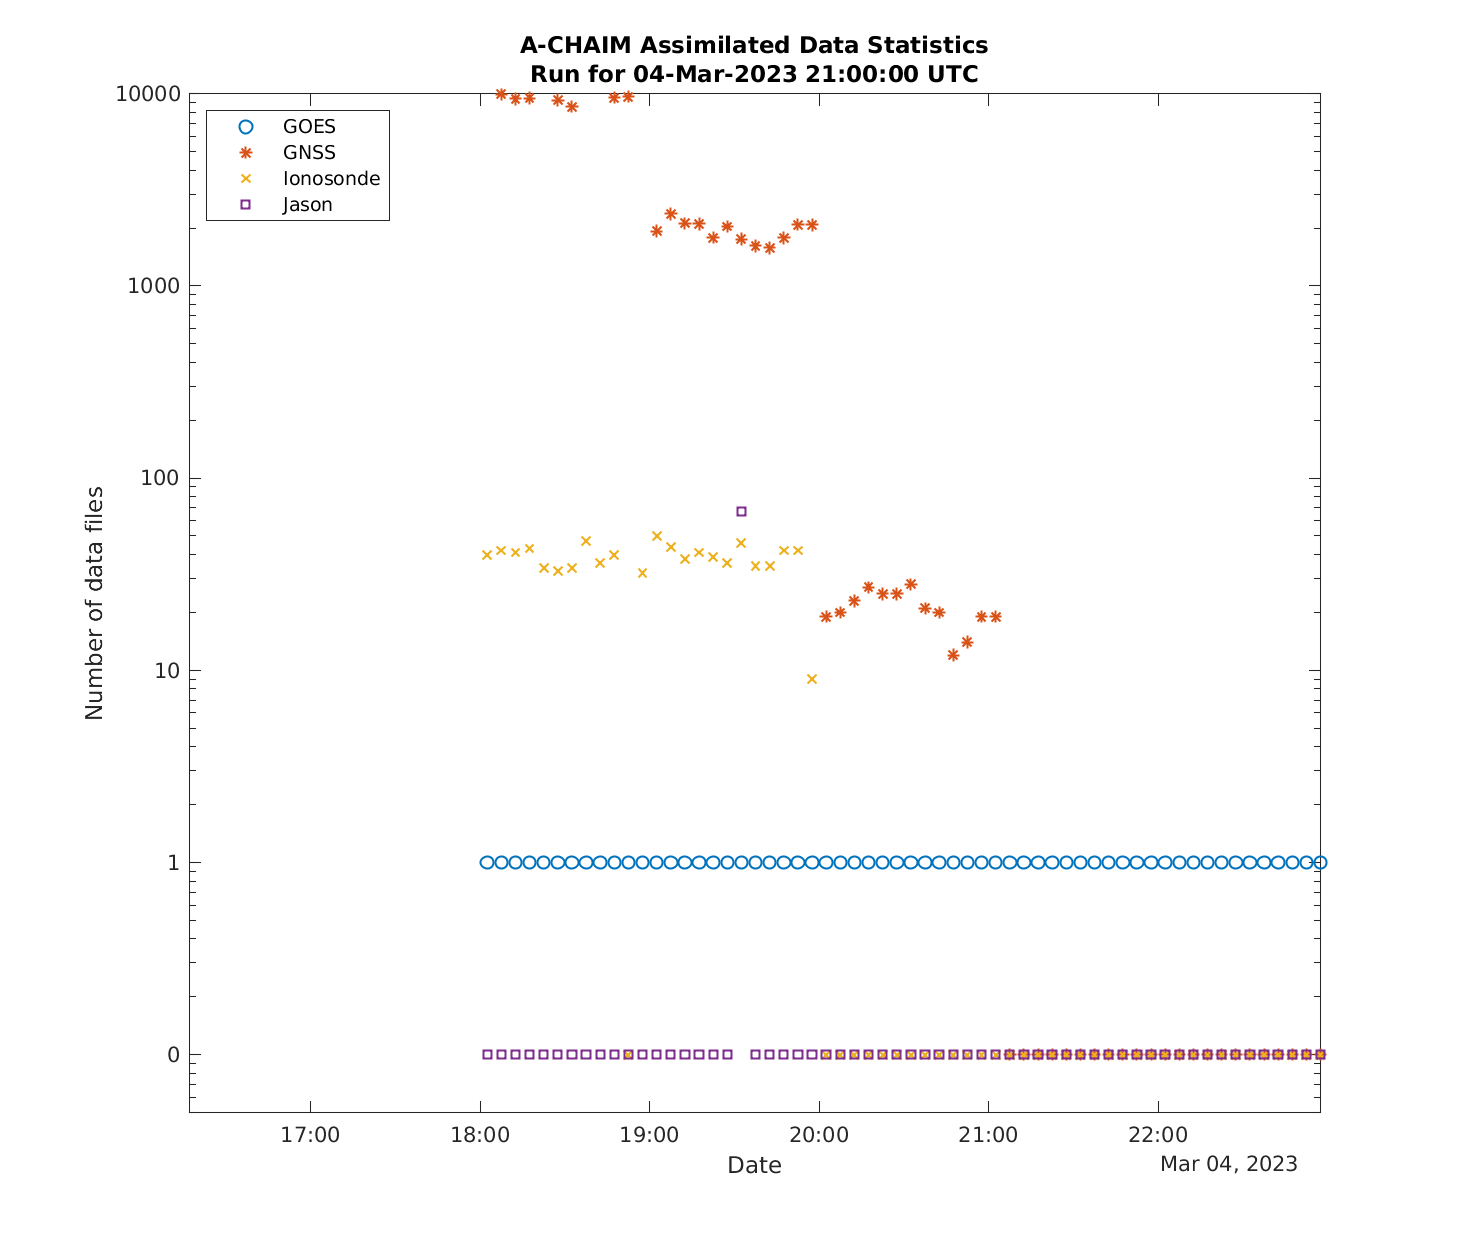 A-CHAIM Assimilated Data Statistics
Run for 04-Mar-2023 21:00:00 UTC
10000
1000
100
10
1
0
Number of data files
GOES
GNSS
Ionosonde
Jason
17:00
18:00
19:00
20:00
21:00
22:00
Date
Mar 04, 2023